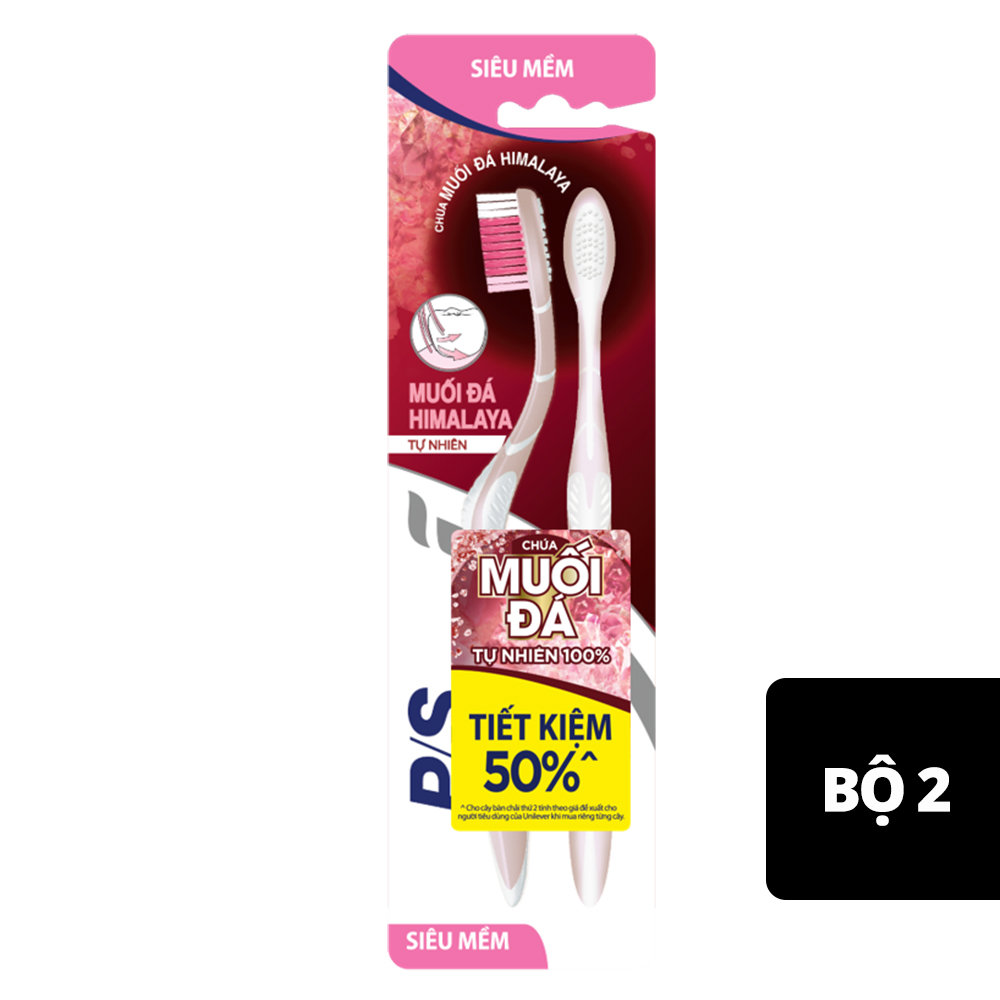 SIÊU MỀM
CHỨA MUỐI ĐÁ HIMALAYA
MUỐI ĐÁ
HIMALAYA
TỰ NHIÊN
P/S
CHỨA
MUỐI
ĐÁ
TỰ NHIÊN 100%
TIẾT KIỆM
50%^
^ Cho cây bàn chải thứ 2 tính theo giá đề xuất cho
người tiêu dùng của Unilever khi mua riêng từng cây.
BỘ 2
SIÊU MỀM